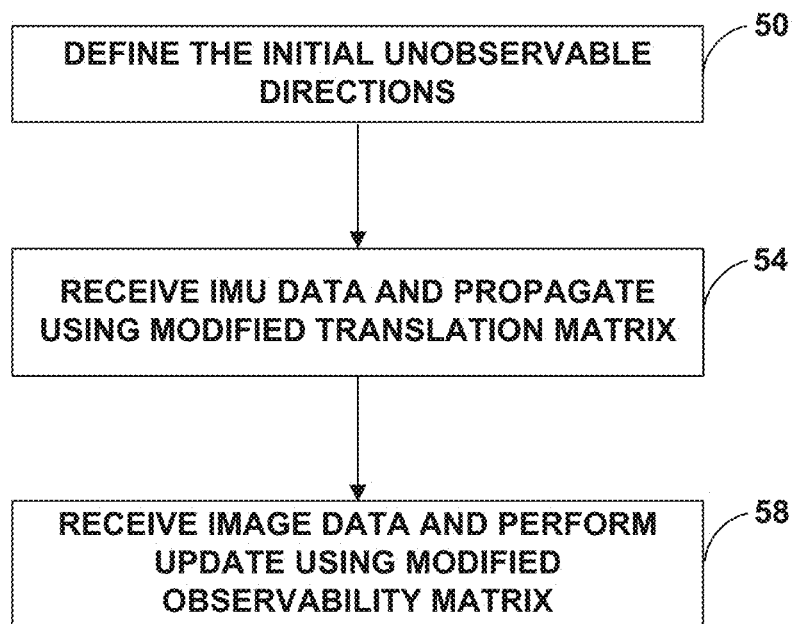 DEFINE THE INITIAL UNOBSERVABLE
DIRECTIONS
50
RECEIVE IMU DATA AND PROPAGATE
USING MODIFIED TRANSLATION MATRIX
54
RECEIVE IMAGE DATA AND PERFORM
UPDATE USING MODIFIED
OBSERVABILITY MATRIX
58